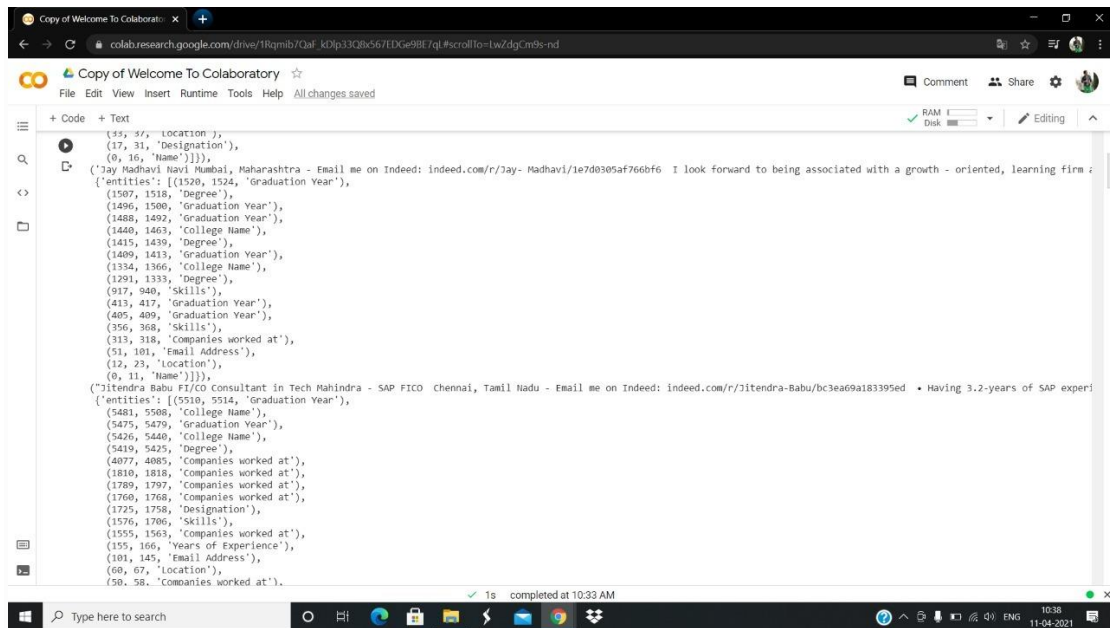 Copy of Welcome To Colaborato
colab.research.google.com/drive/1Rqmib7QaF_kDlp33Q8x567EDGe9BE7qL#scrollTo=LwZdgCm9s-nd
Copy of Welcome To Colaboratory
Comment Share
File Edit View Insert Runtime Tools Help All changes saved
+ Code + Text
RAM
Disk
Editing
(33, 37, 'Location'),
(17, 31, 'Designation'),
(0, 16, 'Name')]}),
('Jay Madhavi Navi Mumbai, Maharashtra - Email me on Indeed: indeed.com/r/Jay- Madhavi/1e7d0305af766bf6 I look forward to being associated with a growth - oriented, learning firm a
{'entities': [(1520, 1524, 'Graduation Year'),
(1507, 1518, 'Degree'),
(1496, 1500, 'Graduation Year'),
(1488, 1492, 'Graduation Year'),
(1440, 1463, 'College Name'),
(1415, 1439, 'Degree'),
(1409, 1413, 'Graduation Year'),
(1334, 1366, 'College Name'),
(1291, 1333, 'Degree'),
(917, 940, 'Skills'),
(413, 417, 'Graduation Year'),
(405, 409, 'Graduation Year'),
(356, 368, 'Skills'),
(313, 318, 'Companies worked at'),
(51, 101, 'Email Address'),
(12, 23, 'Location'),
(0, 11, 'Name')]}),
("Jitendra Babu FI/CO Consultant in Tech Mahindra - SAP FICO Chennai, Tamil Nadu - Email me on Indeed: indeed.com/r/Jitendra-Babu/bc3ea69a183395ed • Having 3.2-years of SAP experi
{'entities': [(5510, 5514, 'Graduation Year'),
(5481, 5508, 'College Name'),
(5475, 5479, 'Graduation Year'),
(5426, 5440, 'College Name'),
(5419, 5425, 'Degree'),
(4077, 4085, 'Companies worked at'),
(1810, 1818, 'Companies worked at'),
(1789, 1797, 'Companies worked at'),
(1760, 1768, 'Companies worked at'),
(1725, 1758, 'Designation'),
(1576, 1706, 'Skills'),
(1555, 1563, 'Companies worked at'),
(155, 166, 'Years of Experience'),
(101, 145, 'Email Address'),
(60, 67, 'Location'),
(50, 58, 'Companies worked at'),
1s completed at 10:33 AM
Type here to search
ENG
10:38
11-04-2021